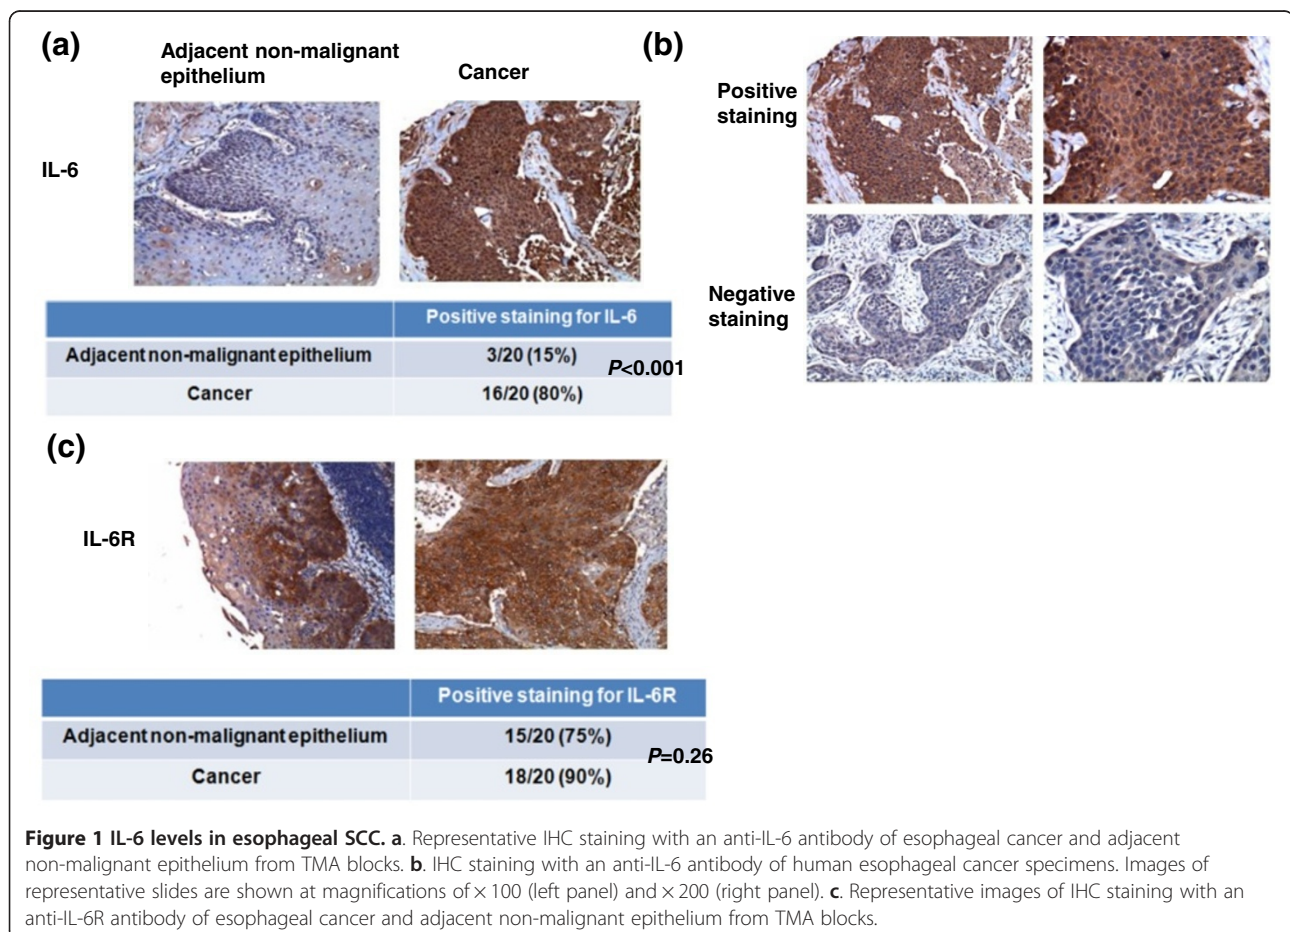 (a)
Adjacent non-malignant
epithelium
Cancer
IL-6
Positive staining for IL-6
Adjacent non-malignant epithelium 3/20 (15%)
P<0.001
Cancer 16/20 (80%)
(b)
Positive
staining
Negative
staining
(c)
IL-6R
Positive staining for IL-6R
Adjacent non-malignant epithelium 15/20 (75%)
P=0.26
Cancer 18/20 (90%)
Figure 1 IL-6 levels in esophageal SCC. a. Representative IHC staining with an anti-IL-6 antibody of esophageal cancer and adjacent
non-malignant epithelium from TMA blocks. b. IHC staining with an anti-IL-6 antibody of human esophageal cancer specimens. Images of
representative slides are shown at magnifications of × 100 (left panel) and × 200 (right panel). c. Representative images of IHC staining with an
anti-IL-6R antibody of esophageal cancer and adjacent non-malignant epithelium from TMA blocks.